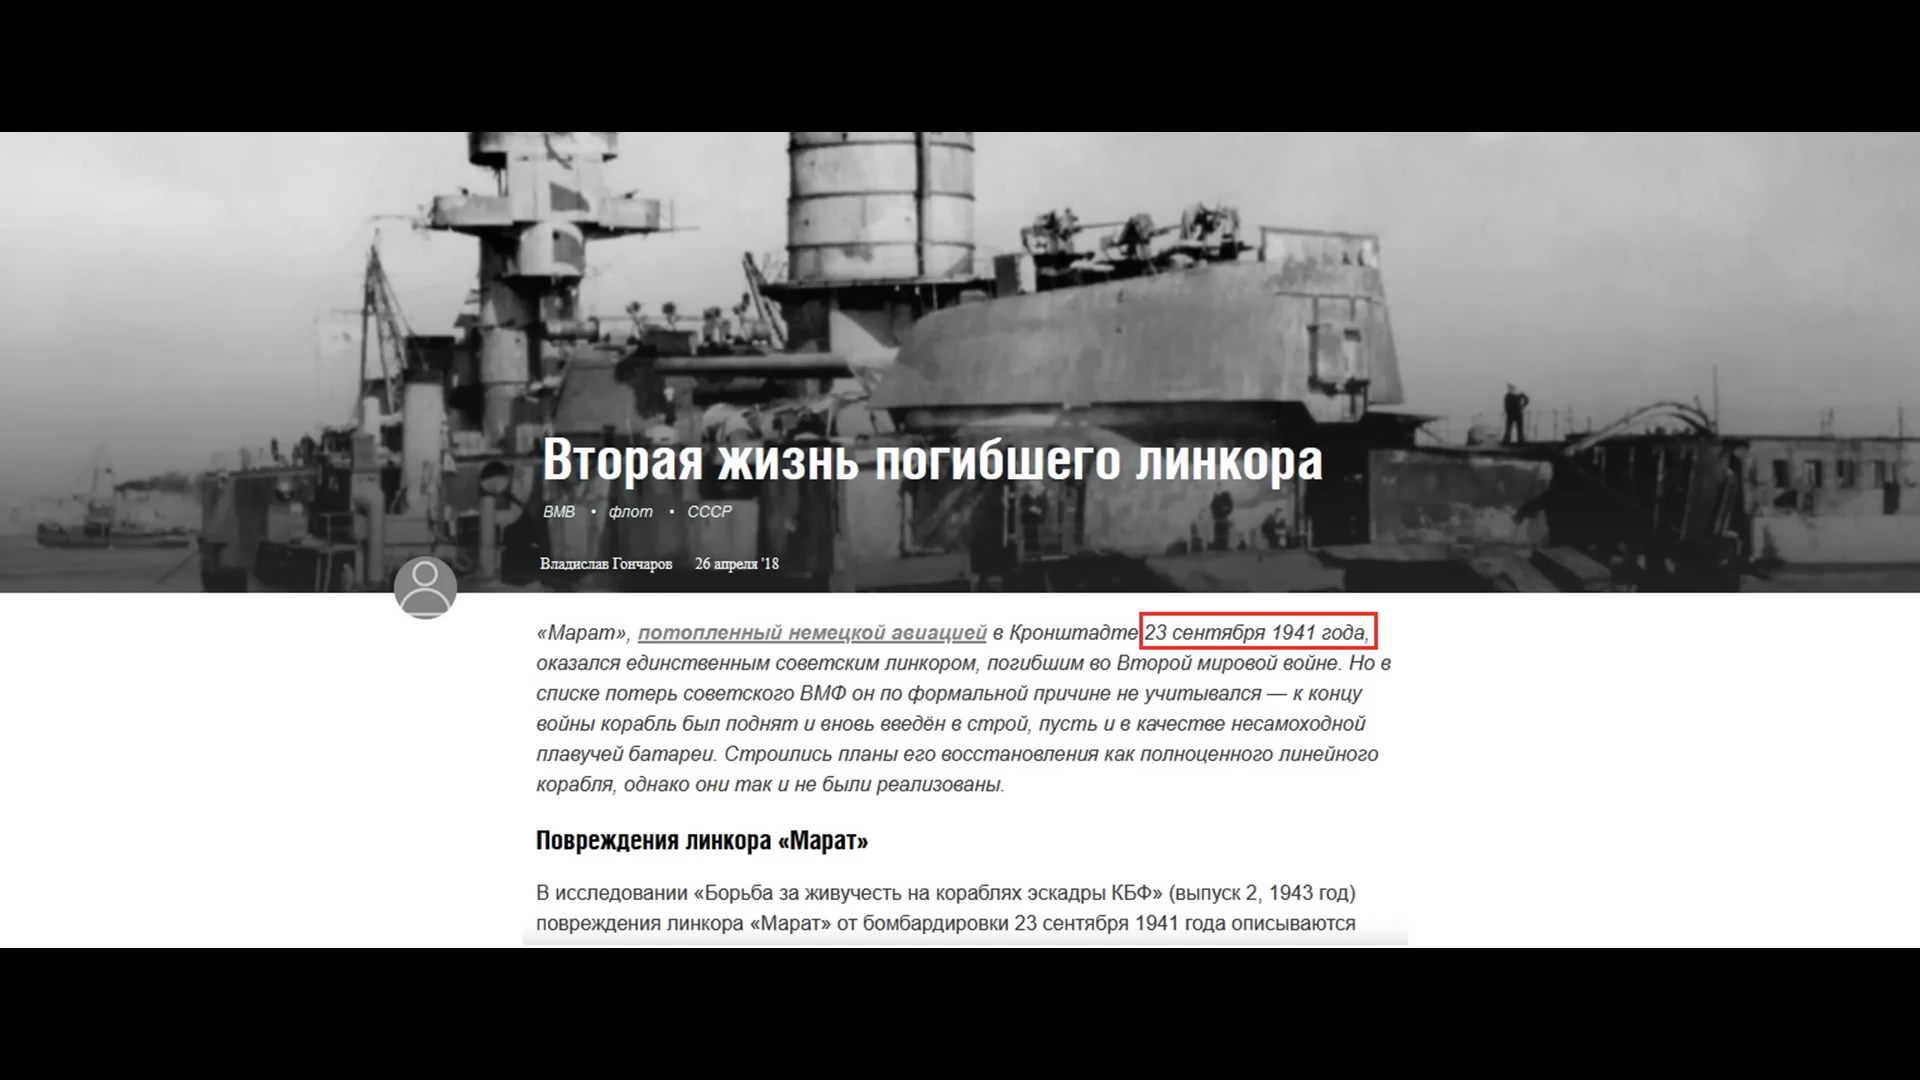 Вторая жизнь погибшего линкора
ВМВ • флот • СССР
Владислав Гончаров 26 апреля '18
«Марат», потопленный немецкой авиацией в Кронштадте 23 сентября 1941 года,
оказался единственным советским линкором, погибшим во Второй мировой войне. Но в
списке потерь советского ВМФ он по формальной причине не учитывался — к концу
войны корабль был поднят и вновь введён в строй, пусть и в качестве несамоходной
плавучей батареи. Строились планы его восстановления как полноценного линейного
корабля, однако они так и не были реализованы.
Повреждения линкора «Марат»
В исследовании «Борьба за живучесть на кораблях эскадры КБФ» (выпуск 2, 1943 год)
повреждения линкора «Марат» от бомбардировки 23 сентября 1941 года описываются